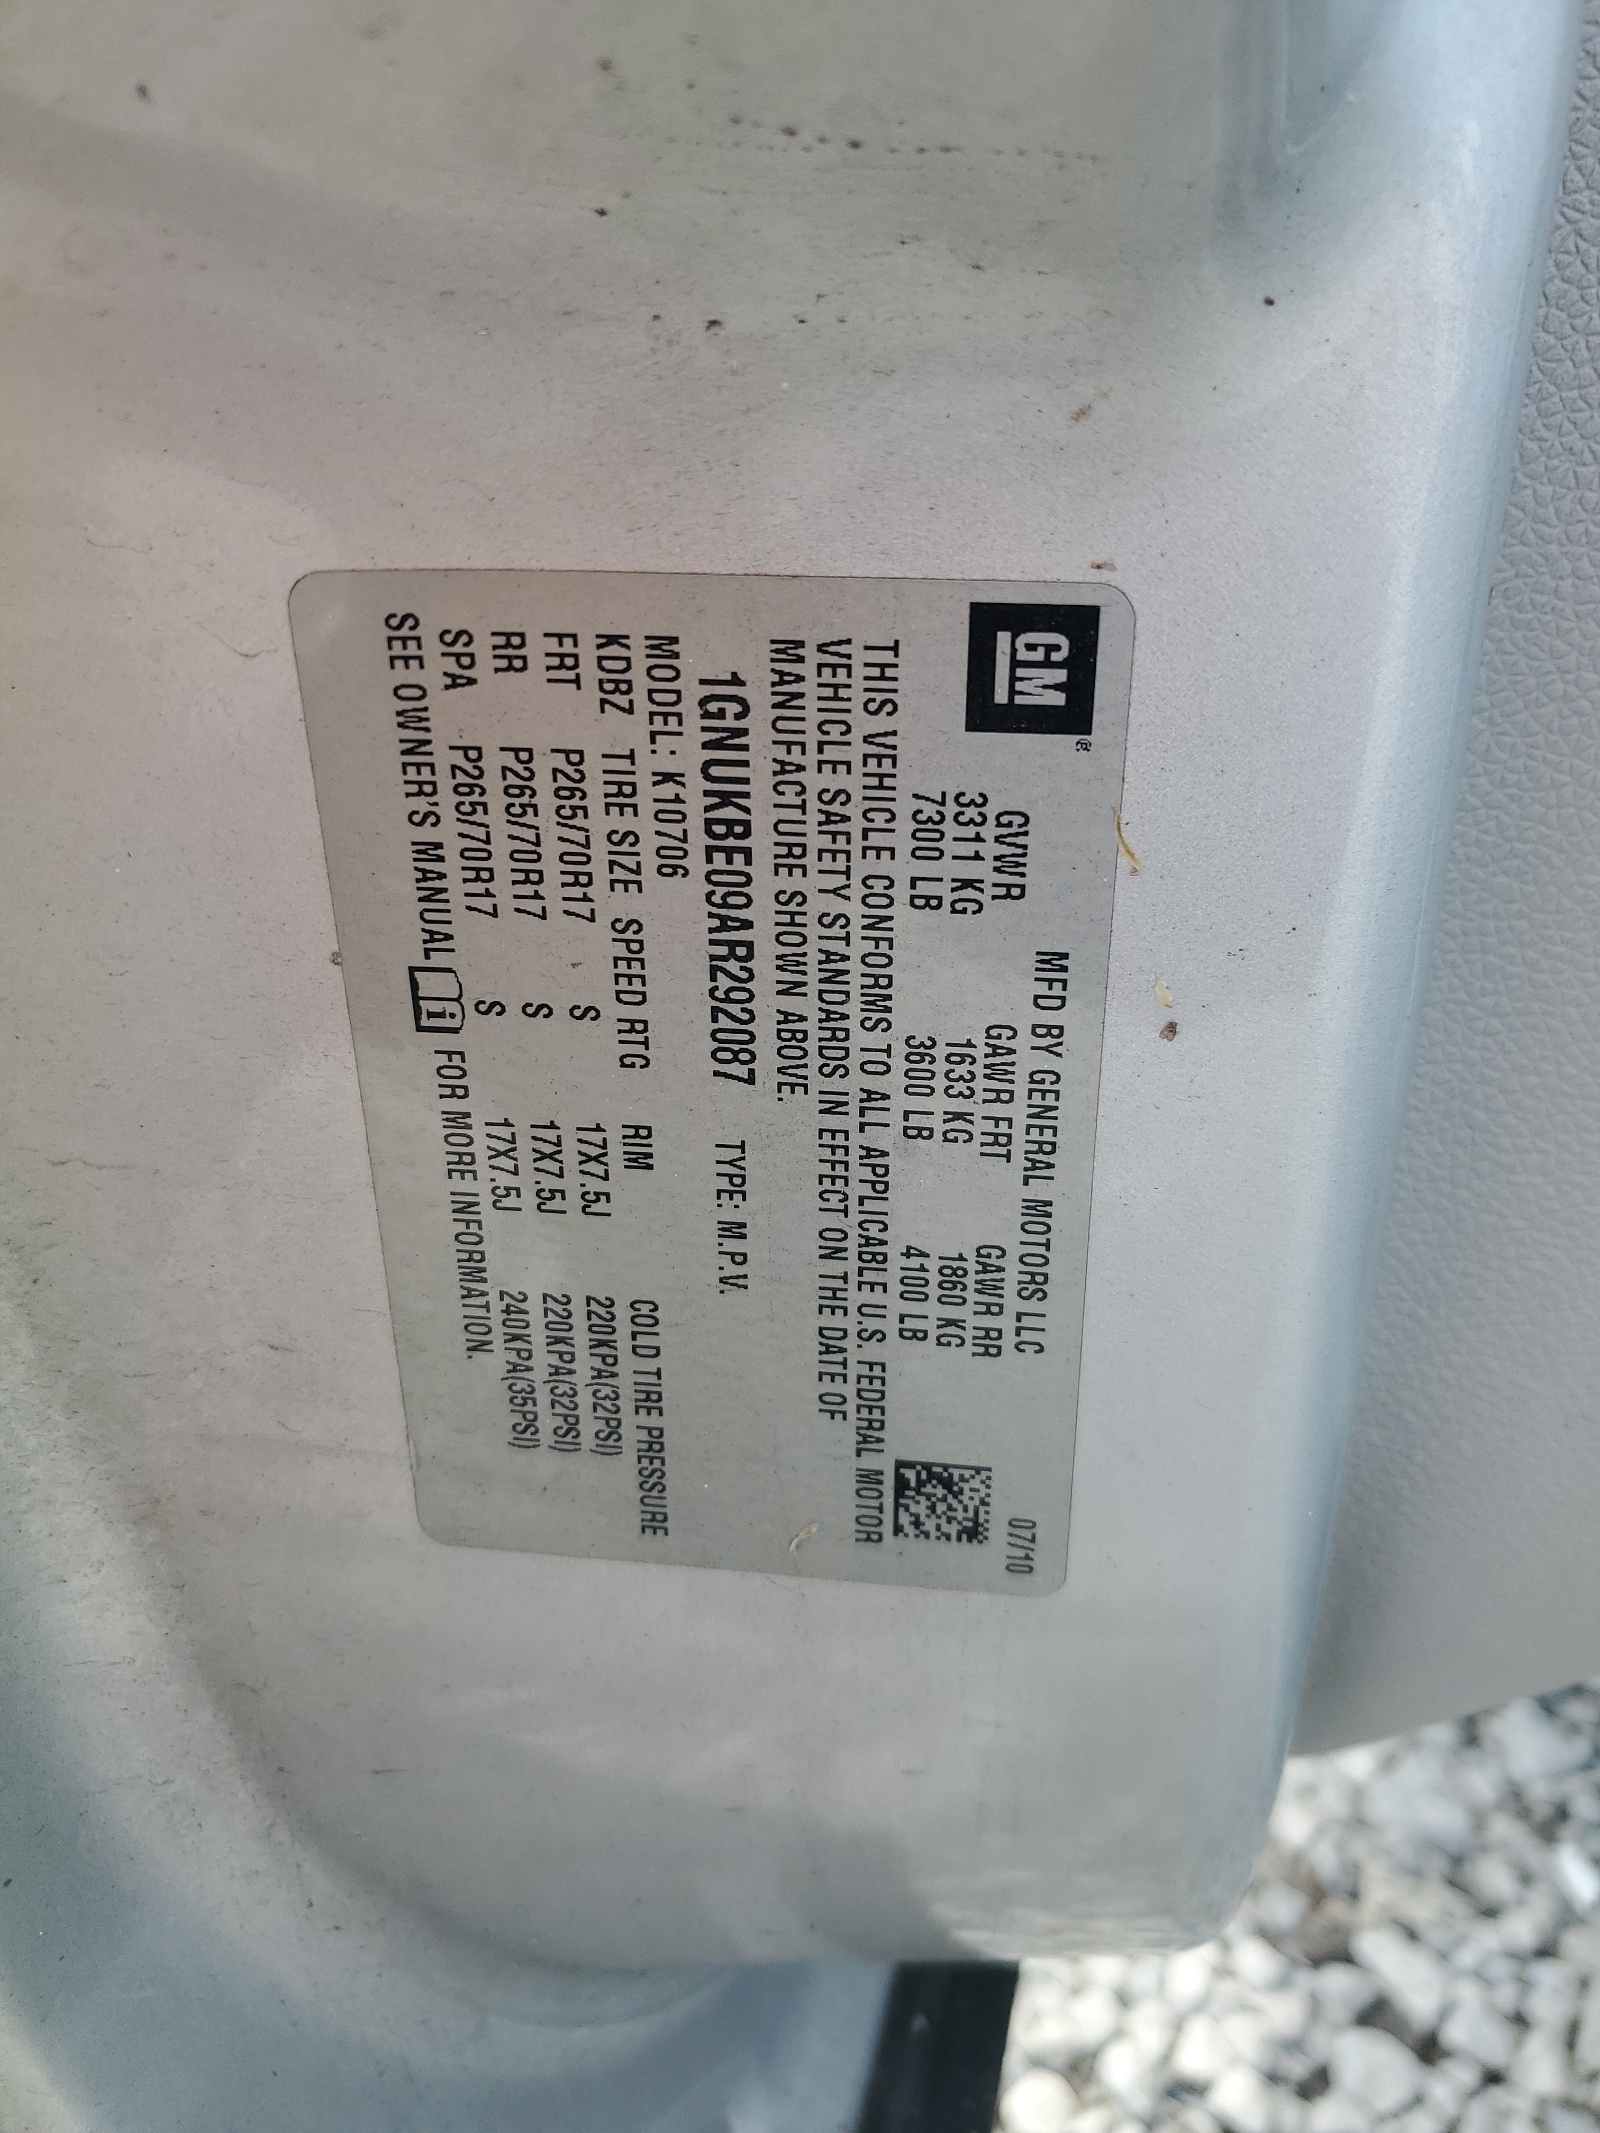 GM®
MFD BY GENERAL MOTORS LLC 07/10
GVWR GAWR FRT GAWR RR
3311 KG 1633 KG 1860 KG
7300 LB 3600 LB 4100 LB
THIS VEHICLE CONFORMS TO ALL APPLICABLE U.S. FEDERAL MOTOR
VEHICLE SAFETY STANDARDS IN EFFECT ON THE DATE OF
MANUFACTURE SHOWN ABOVE.
1GNUKBE09AR292087 TYPE: M.P.V.
MODEL: K10706
KDBZ TIRE SIZE SPEED RTG RIM COLD TIRE PRESSURE
FRT P265/70R17 S 17X7.5J 220KPA(32PSI)
RR P265/70R17 S 17X7.5J 220KPA(32PSI)
SPA P265/70R17 S 17X7.5J 240KPA(35PSI)
SEE OWNER'S MANUAL i FOR MORE INFORMATION.